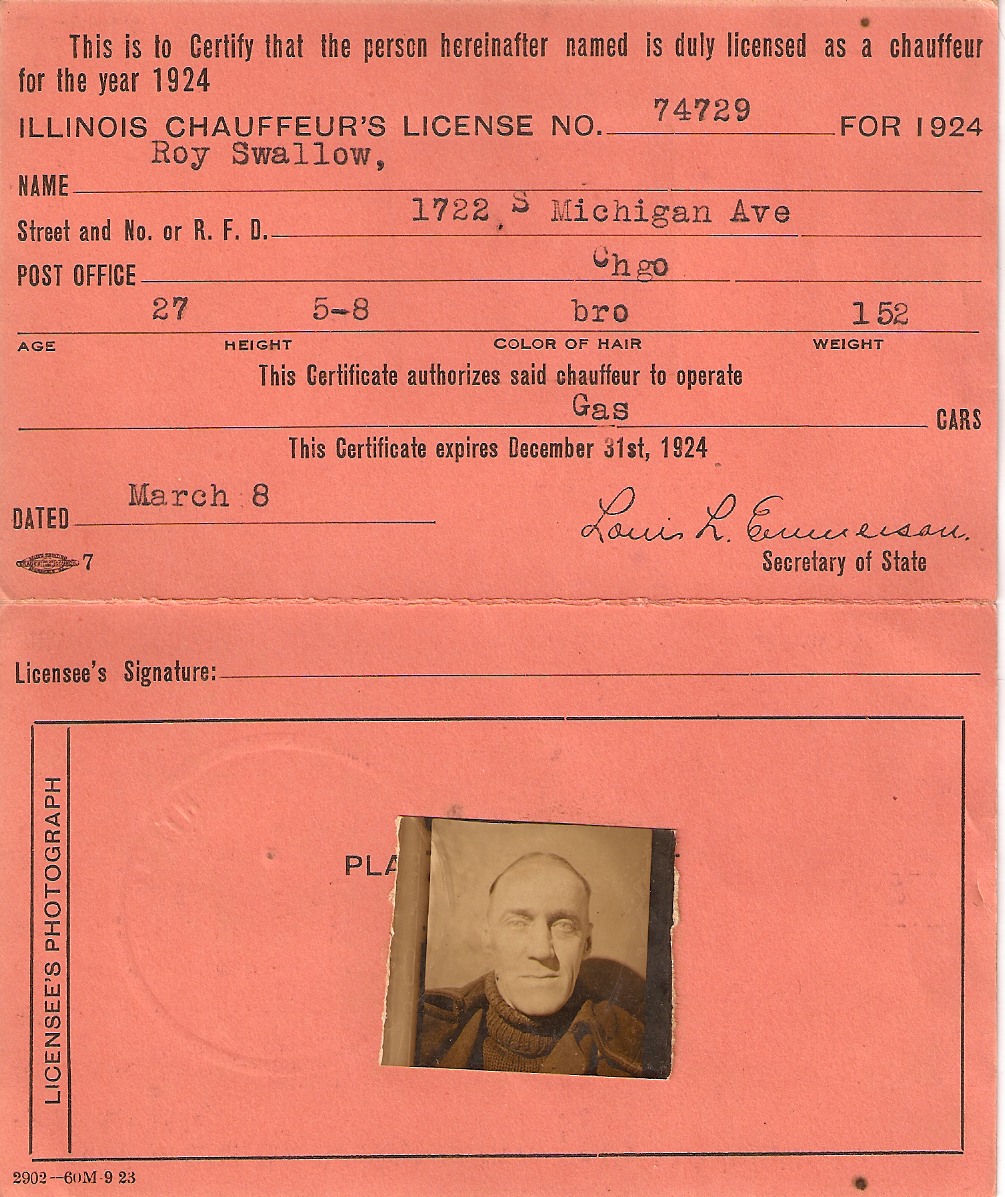 This is to Certify that the person hereinafter named is duly licensed as a chauffeur
for the year 1924
ILLINOIS CHAUFFEUR'S LICENSE NO. 74729 FOR 1924
Roy Swallow,
NAME
1722 S Michigan Ave
Street and No. or R. F. D.
Chgo
POST OFFICE
27 5-8 bro 152
AGE HEIGHT COLOR OF HAIR WEIGHT
This Certificate authorizes said chauffeur to operate
Gas
CARS
This Certificate expires December 31st, 1924
March 8
DATED
Louis L. Emmerson.
7 Secretary of State
Licensee's Signature:
LICENSEE'S PHOTOGRAPH
PLA
2902--60M-9 23